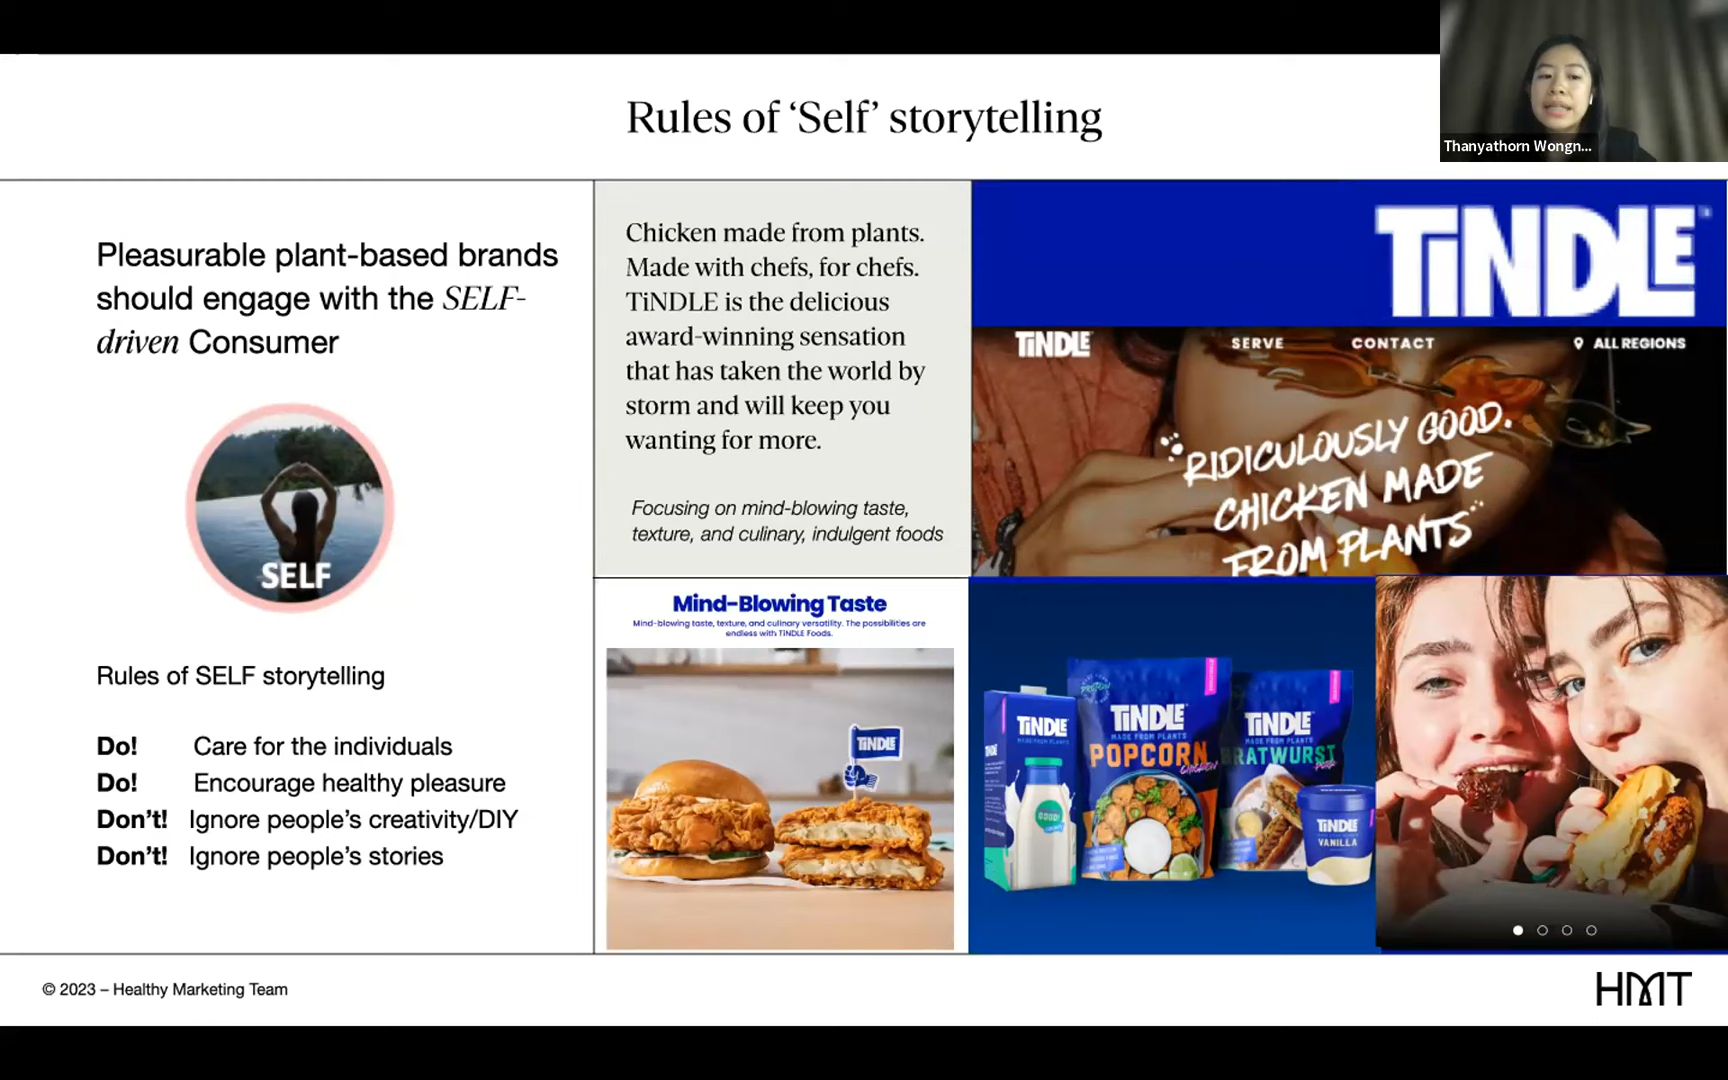 Rules of ‘Self’ storytelling
Thanyathorn Wongn...
Pleasurable plant-based brands
should engage with the SELF-
driven Consumer
SELF
Rules of SELF storytelling
Do! Care for the individuals
Do! Encourage healthy pleasure
Don’t! Ignore people’s creativity/DIY
Don’t! Ignore people’s stories
Chicken made from plants.
Made with chefs, for chefs.
TiNDLE is the delicious
award-winning sensation
that has taken the world by
storm and will keep you
wanting for more.
Focusing on mind-blowing taste,
texture, and culinary, indulgent foods
TiNDLE
TiNDLE SERVE CONTACT ALL REGIONS
RIDICULOUSLY GOOD.
CHICKEN MADE
FROM PLANTS
Mind-Blowing Taste
Mind-blowing taste, texture, and culinary versatility. The possibilities are
endless with TiNDLE Foods.
TiNDLE
TiNDLE
TiNDLE
MADE FROM PLANTS
POPCORN
CHICKEN
TiNDLE
MADE FROM PLANTS
BRATWURST
TiNDLE
VANILLA
© 2023 – Healthy Marketing Team
HMT